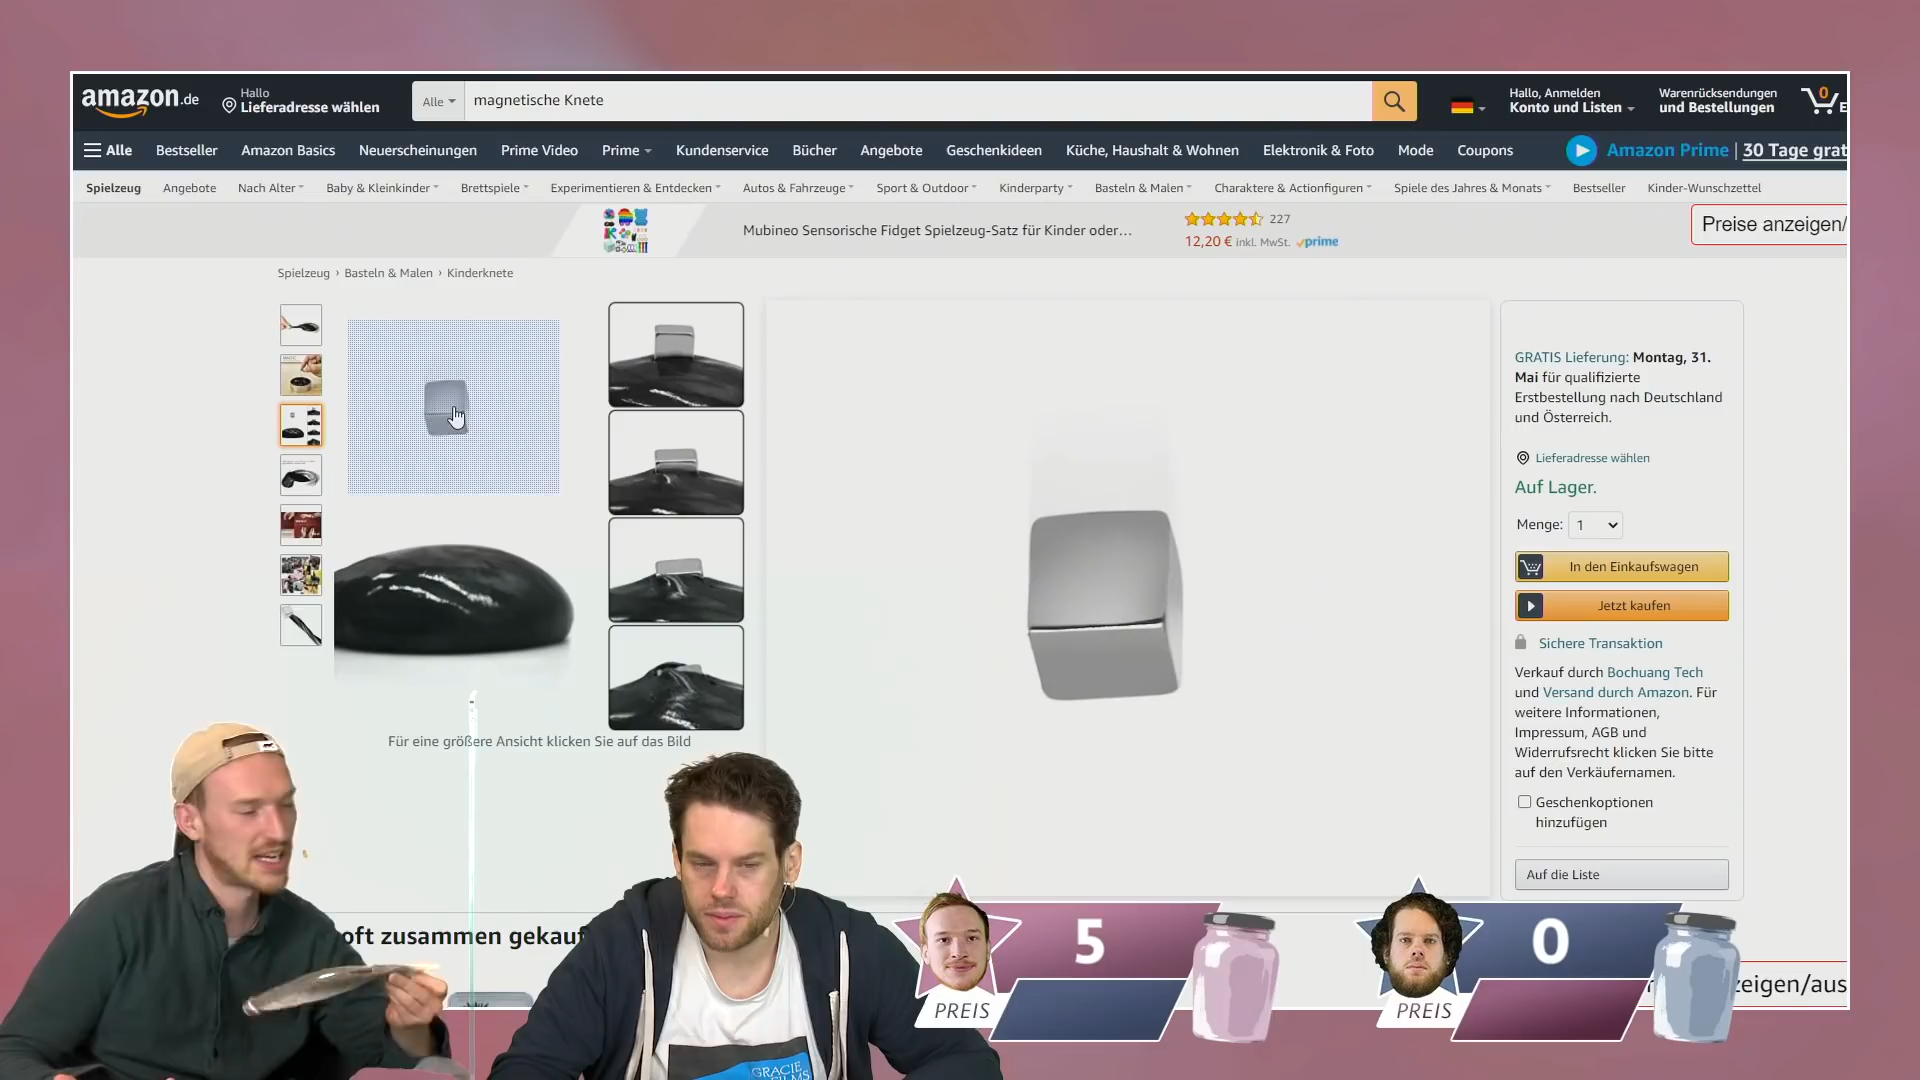 amazon.de
Hallo
Lieferadresse wählen
Alle
magnetische Knete
Hallo, Anmelden
Konto und Listen
Warenrücksendungen
und Bestellungen
0
E
Alle
Bestseller
Amazon Basics
Neuerscheinungen
Prime Video
Prime
Kundenservice
Bücher
Angebote
Geschenkideen
Küche, Haushalt & Wohnen
Elektronik & Foto
Mode
Coupons
Amazon Prime | 30 Tage grat
Spielzeug
Angebote
Nach Alter
Baby & Kleinkinder
Brettspiele
Experimentieren & Entdecken
Autos & Fahrzeuge
Sport & Outdoor
Kinderparty
Basteln & Malen
Charaktere & Actionfiguren
Spiele des Jahres & Monats
Bestseller
Kinder-Wunschzettel
Mubineo Sensorische Fidget Spielzeug-Satz für Kinder oder…
227
12,20 € inkl. MwSt. prime
Preise anzeigen/
Spielzeug › Basteln & Malen › Kinderknete
GRATIS Lieferung: Montag, 31.
Mai für qualifizierte
Erstbestellung nach Deutschland
und Österreich.
Lieferadresse wählen
Auf Lager.
Menge: 1
In den Einkaufswagen
Jetzt kaufen
Sichere Transaktion
Verkauf durch Bochuang Tech
und Versand durch Amazon. Für
weitere Informationen,
Impressum, AGB und
Widerrufsrecht klicken Sie bitte
auf den Verkäufernamen.
Geschenkoptionen
hinzufügen
Auf die Liste
Für eine größere Ansicht klicken Sie auf das Bild
oft zusammen gekauf
5
PREIS
0
PREIS
zeigen/aus
GRACIE
FILMS